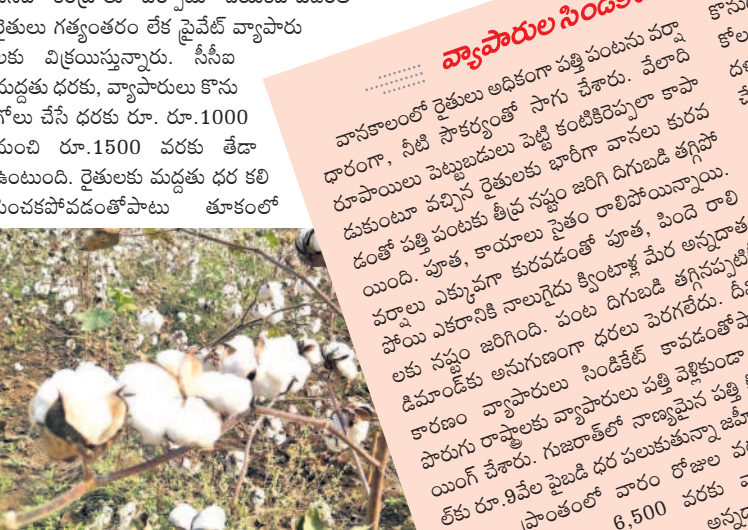 రైతులు గత్యంతరం లేక ప్రైవేట్ వ్యాపారు
లకు విక్రయిస్తున్నారు. సీసీఐ
మద్దతు ధరకు, వ్యాపారులు కొను
గోలు చేసే ధరకు రూ. రూ.1000
నుంచి రూ.1500 వరకు తేడా
ఉంటుంది. రైతులకు మద్దతు ధర కలి
పించకపోవడంతోపాటు తూకంలో
వ్యాపారుల
వానకాలంలో రైతులు అధికంగా పత్తి పంటను వర్షా
ధారంగా, నీటి సౌకర్యంతో సాగు చేశారు. వేలాది
రూపాయిలు పెట్టుబడులు పెట్టి కంటికిరెప్పలా కాపా
డుకుంటూ వచ్చిన రైతులకు భారీగా వానలు కురవ
డంతో పత్తి పంటకు తీవ్ర నష్టం జరిగి దిగుబడి తగ్గిపో
యింది. పూత, కాయాలు సైతం రాలిపోయిన్నాయి.
వర్షాలు ఎక్కువగా కురవడంతో పూత, పిందె రాలి
పోయి ఎకరానికి నాలుగైదు క్వింటాళ్ల మేర అన్నదాత
లకు నష్టం జరిగింది. పంట దిగుబడి తగ్గినప్పటికి
డిమాండ్‌కు అనుగుణంగా ధరలు పెరగలేదు.
కారణం వ్యాపారులు సిండికేట్ కావడంతో
పొరుగు రాష్ట్రాలకు వ్యాపారులు పత్తి వెళ్లకుండా
యింగ్ చేశారు. గుజరాత్‌లో నాణ్యమైన పత్తి
ల్‌కు రూ.9వేల పైబడి ధర పలుకుతున్నా
ప్రాంతంలో వారం రోజుల
6,500 వరకు